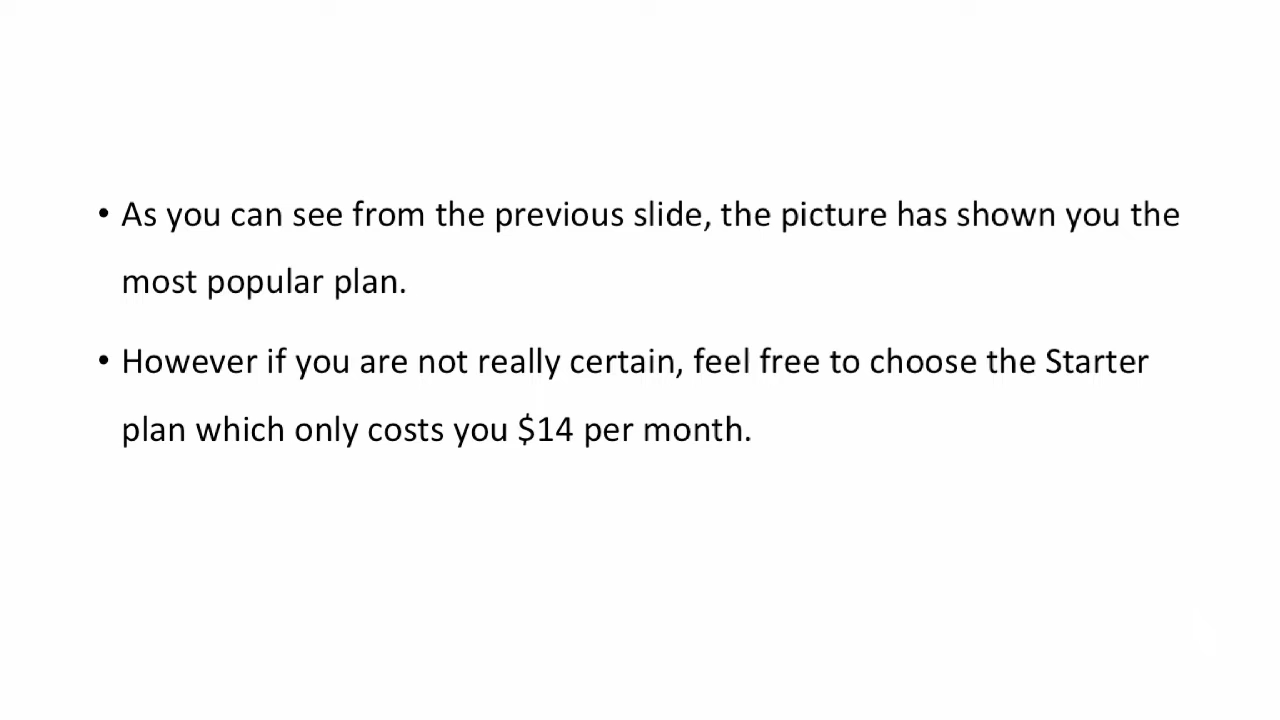 • As you can see from the previous slide, the picture has shown you the
most popular plan.
• However if you are not really certain, feel free to choose the Starter
plan which only costs you $14 per month.